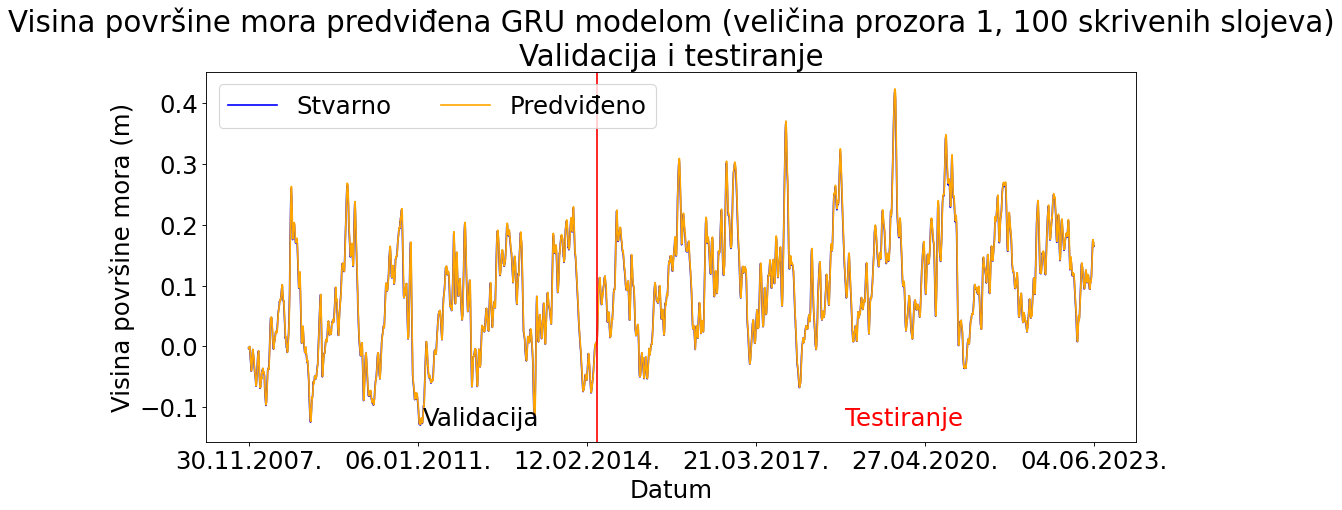 Visina površine mora predviđena GRU modelom (veličina prozora 1, 100 skrivenih slojeva)
Validacija i testiranje
Stvarno
Predviđeno
Visina površine mora (m)
0.4
0.3
0.2
0.1
0.0
−0.1
Validacija
Testiranje
30.11.2007.
06.01.2011.
12.02.2014.
21.03.2017.
27.04.2020.
04.06.2023.
Datum